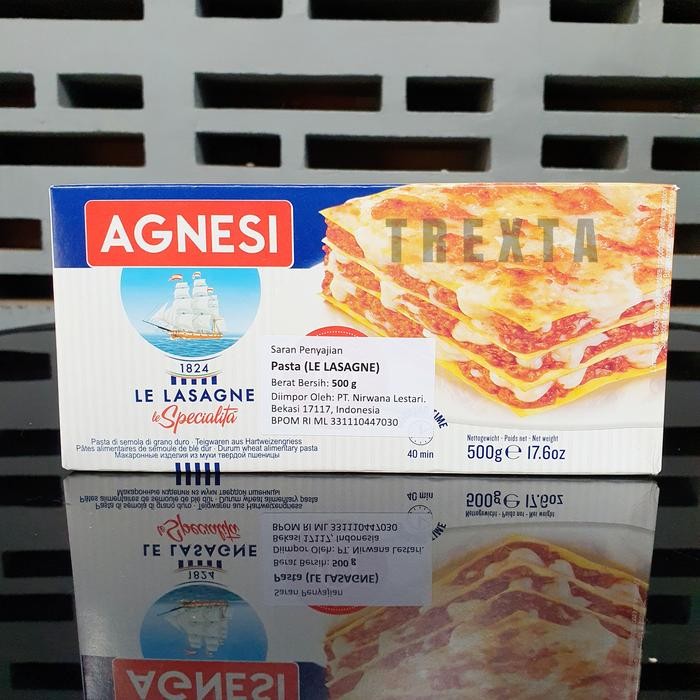 AGNESI
TREXTA
1824
LE LASAGNE
le Specialità
Saran Penyajian
Pasta (LE LASAGNE)
Berat Bersih: 500 g
Diimpor Oleh: PT. Nirwana Lestari.
Bekasi 17117, Indonesia
BPOM RI ML 331110447030
Pasta di semola di grano duro · Teigwaren aus Hartweizengriess
Pâtes alimentaires de semoule de blé dur · Durum wheat alimentary pasta
Макаронные изделия из муки твердой пшеницы
TIME
40 min
Nettogewicht · Poids net · Net weight
500g ℮ 17.6oz